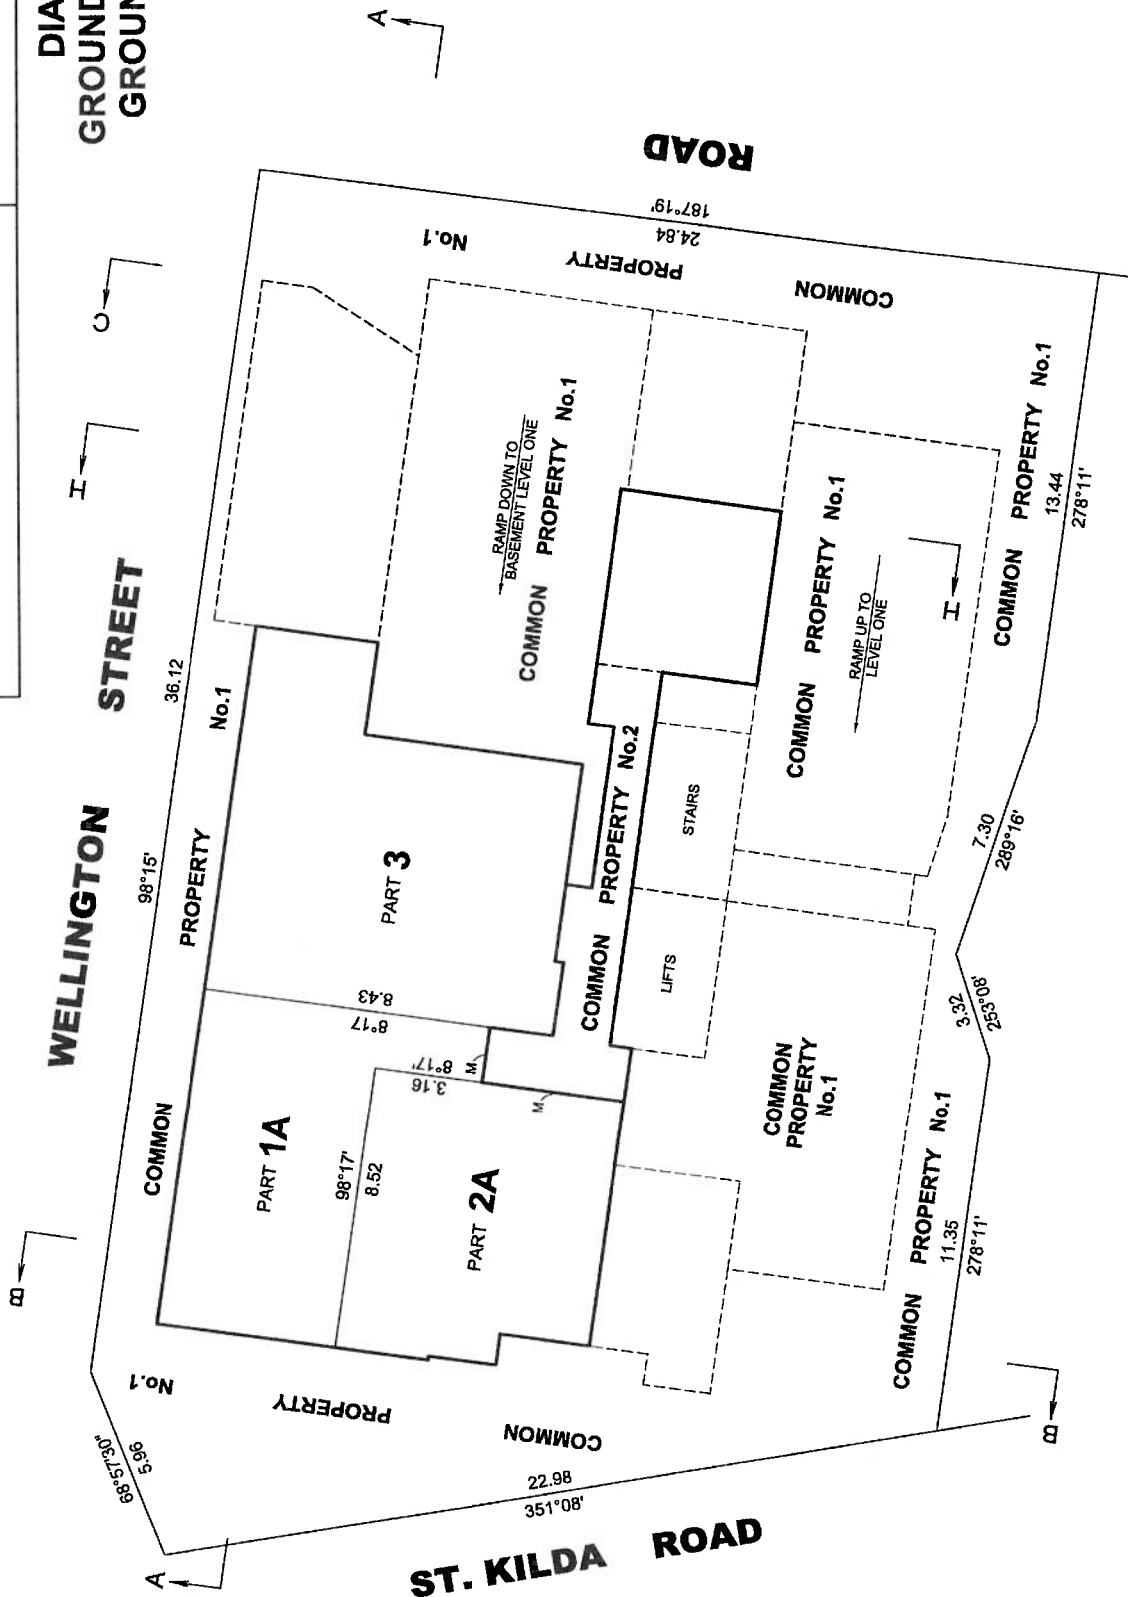 DIA
GROUND
GROUN
A
ROAD
C
H
WELLINGTON STREET
98°15'
36.12
187°19'
24.84
COMMON PROPERTY No.1
COMMON PROPERTY No.1
RAMP DOWN TO
BASEMENT LEVEL ONE
COMMON PROPERTY No.1
PART 3
8.43
8°17
PART 1A
98°17'
8.52
3.16
8°17'
M
M
PART 2A
COMMON PROPERTY No.2
STAIRS
LIFTS
COMMON PROPERTY No.1
RAMP UP TO
LEVEL ONE
H
COMMON PROPERTY No.1
13.44
278°11'
7.30
289°16'
3.32
253°08'
COMMON
PROPERTY
No.1
COMMON PROPERTY No.1
11.35
278°11'
B
COMMON PROPERTY No.1
68°57'30"
5.96
22.98
351°08'
A
B
ST. KILDA ROAD